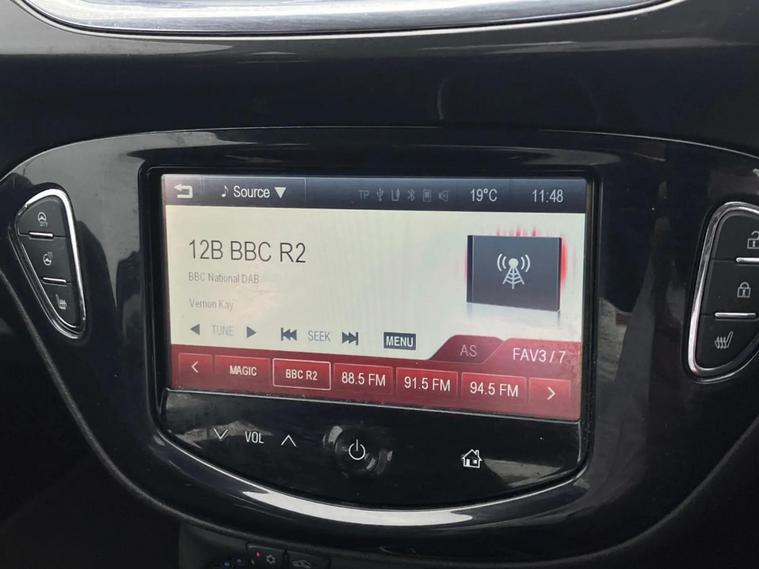 Source TP 19°C 11:48
12B BBC R2
BBC National DAB
Vernon Kay
TUNE SEEK MENU AS FAV3 / 7
MAGIC BBC R2 88.5 FM 91.5 FM 94.5 FM
VOL